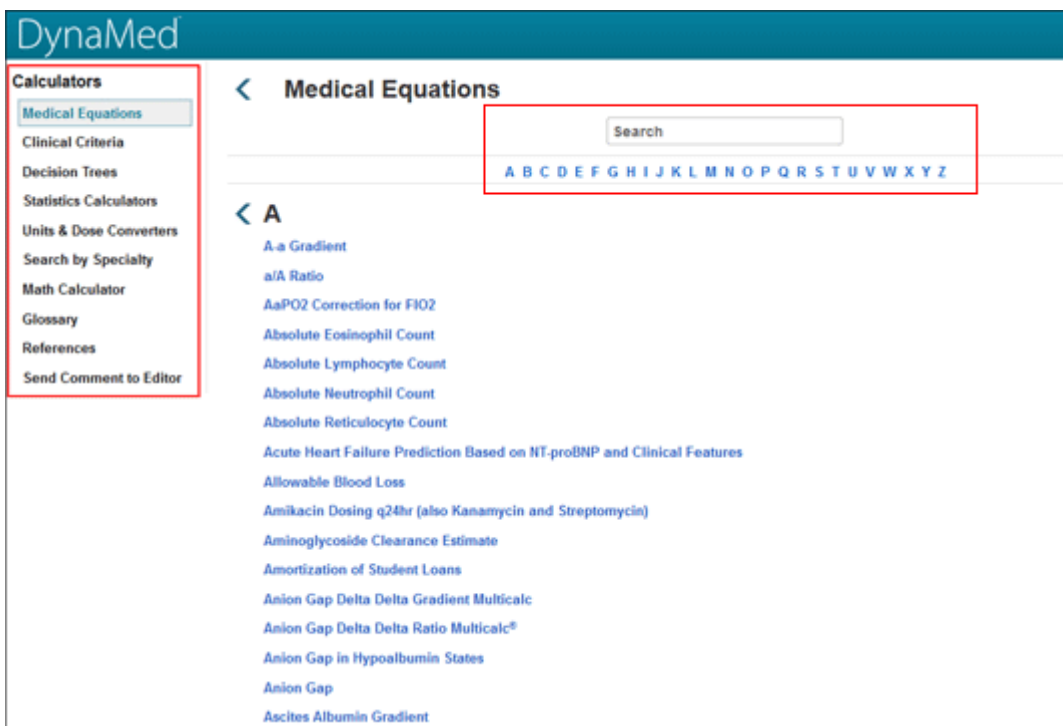 DynaMed
Calculators
Medical Equations
Clinical Criteria
Decision Trees
Statistics Calculators
Units & Dose Converters
Search by Specialty
Math Calculator
Glossary
References
Send Comment to Editor
Medical Equations
Search
A B C D E F G H I J K L M N O P Q R S T U V W X Y Z
A
A-a Gradient
a/A Ratio
AaPO2 Correction for FIO2
Absolute Eosinophil Count
Absolute Lymphocyte Count
Absolute Neutrophil Count
Absolute Reticulocyte Count
Acute Heart Failure Prediction Based on NT-proBNP and Clinical Features
Allowable Blood Loss
Amikacin Dosing q24hr (also Kanamycin and Streptomycin)
Aminoglycoside Clearance Estimate
Amortization of Student Loans
Anion Gap Delta Delta Gradient Multicalc
Anion Gap Delta Delta Ratio Multicalc®
Anion Gap in Hypoalbumin States
Anion Gap
Ascites Albumin Gradient